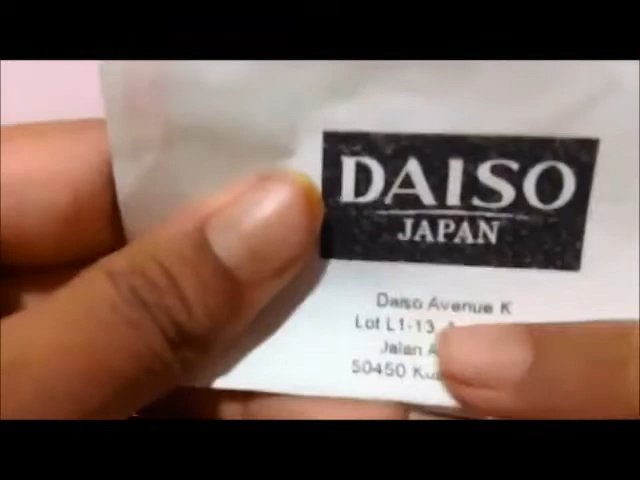 DAISO
JAPAN
Daiso Avenue K
Lot L1-13
Jalan
50450